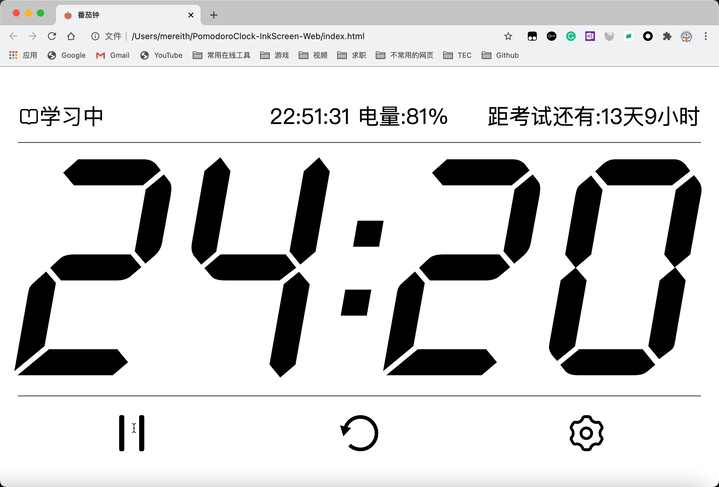 番茄钟
文件 | /Users/mereith/PomodoroClock-InkScreen-Web/index.html
应用 Google Gmail YouTube 常用在线工具 游戏 视频 求职 不常用的网页 TEC Github
学习中 22:51:31 电量:81% 距考试还有:13天9小时
24:20